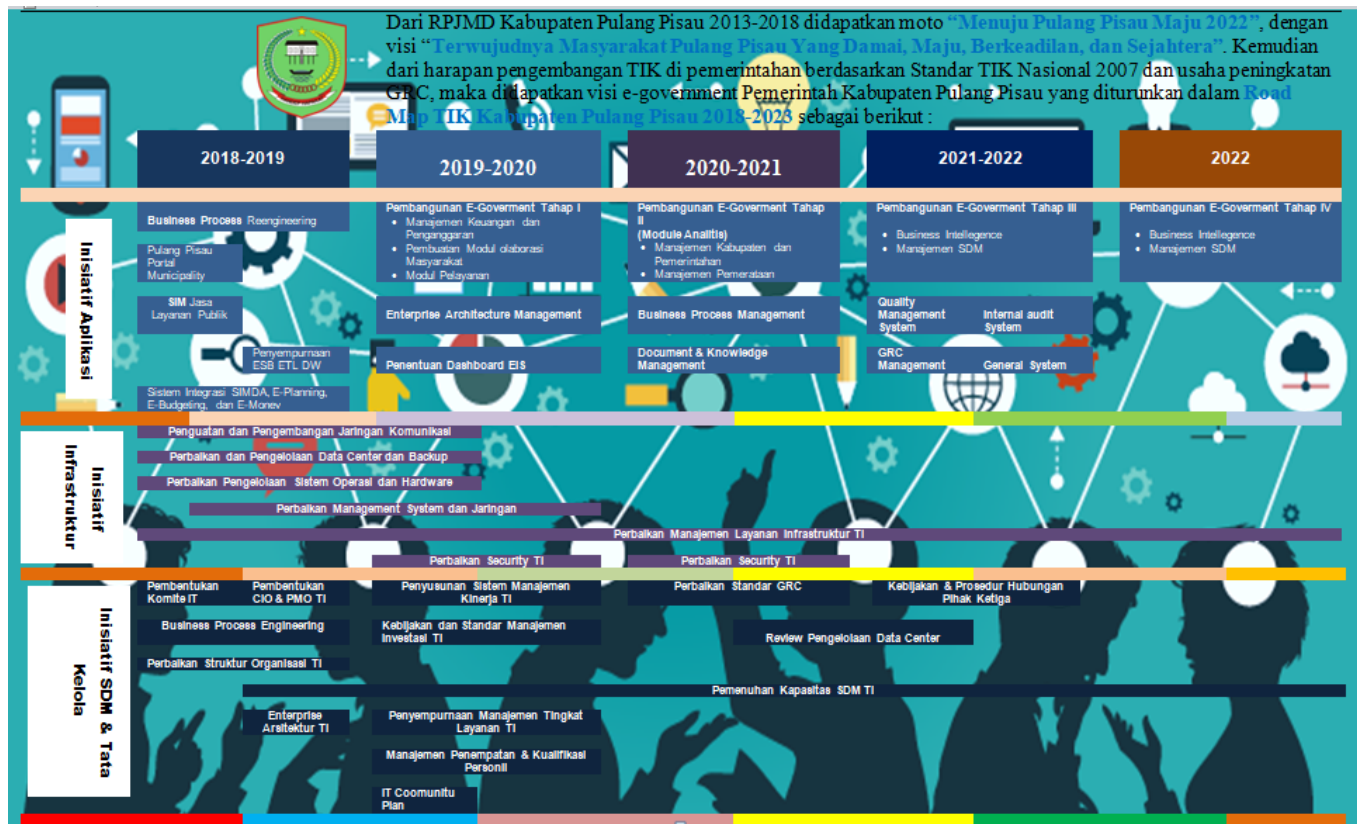 Dari RPJMD Kabupaten Pulang Pisau 2013-2018 didapatkan moto “Menuju Pulang Pisau Maju 2022”, dengan
visi “Terwujudnya Masyarakat Pulang Pisau Yang Damai, Maju, Berkeadilan, dan Sejahtera”. Kemudian
dari harapan pengembangan TIK di pemerintahan berdasarkan Standar TIK Nasional 2007 dan usaha peningkatan
GRC, maka didapatkan visi e-government Pemerintah Kabupaten Pulang Pisau yang diturunkan dalam Road
Map TIK Kabupaten Pulang Pisau 2018-2023 sebagai berikut :
2018-2019
2019-2020
2020-2021
2021-2022
2022
Inisiatif Aplikasi
Business Process Reengineering
Pulang Pisau
Portal
Municipality
SIM Jasa
Layanan Publik
Penyempurnaan
ESB ETL DW
Sistem Integrasi SIMDA, E-Planning,
E-Budgeting, dan E-Monev
Pembangunan E-Goverment Tahap I
• Manajemen Keuangan dan
Penganggaran
• Pembuatan Modul olaborasi
Masyarakat
• Modul Pelayanan
Enterprise Architecture Management
Penentuan Dashboard EIS
Pembangunan E-Goverment Tahap
II
(Module Analitis)
• Manajemen Kabupaten dan
Pemerintahan
• Manajemen Pemerataan
Business Process Management
Document & Knowledge
Management
Pembangunan E-Goverment Tahap III
• Business Intellegence
• Manajemen SDM
Quality
Management
System
Internal audit
System
GRC
Management
General System
Pembangunan E-Goverment Tahap IV
• Business Intellegence
• Manajemen SDM
Inisiatif
Infrastruktur
Penguatan dan Pengembangan Jaringan Komunikasi
Perbaikan dan Pengelolaan Data Center dan Backup
Perbaikan Pengelolaan Sistem Operasi dan Hardware
Perbaikan Management System dan Jaringan
Perbaikan Manajemen Layanan Infrastruktur TI
Perbaikan Security TI
Perbaikan Security TI
Inisiatif SDM & Tata
Kelola
Pembentukan
Komite IT
Pembentukan
CIO & PMO TI
Penyusunan Sistem Manajemen
Kinerja TI
Perbaikan Standar GRC
Kebijakan & Prosedur Hubungan
Pihak Ketiga
Business Process Engineering
Kebijakan dan Standar Manajemen
Investasi TI
Review Pengelolaan Data Center
Perbaikan Struktur Organisasi TI
Pemenuhan Kapasitas SDM TI
Enterprise
Arsitektur TI
Penyempurnaan Manajemen Tingkat
Layanan TI
Manajemen Penempatan & Kualifikasi
Personil
IT Coomunitu
Plan